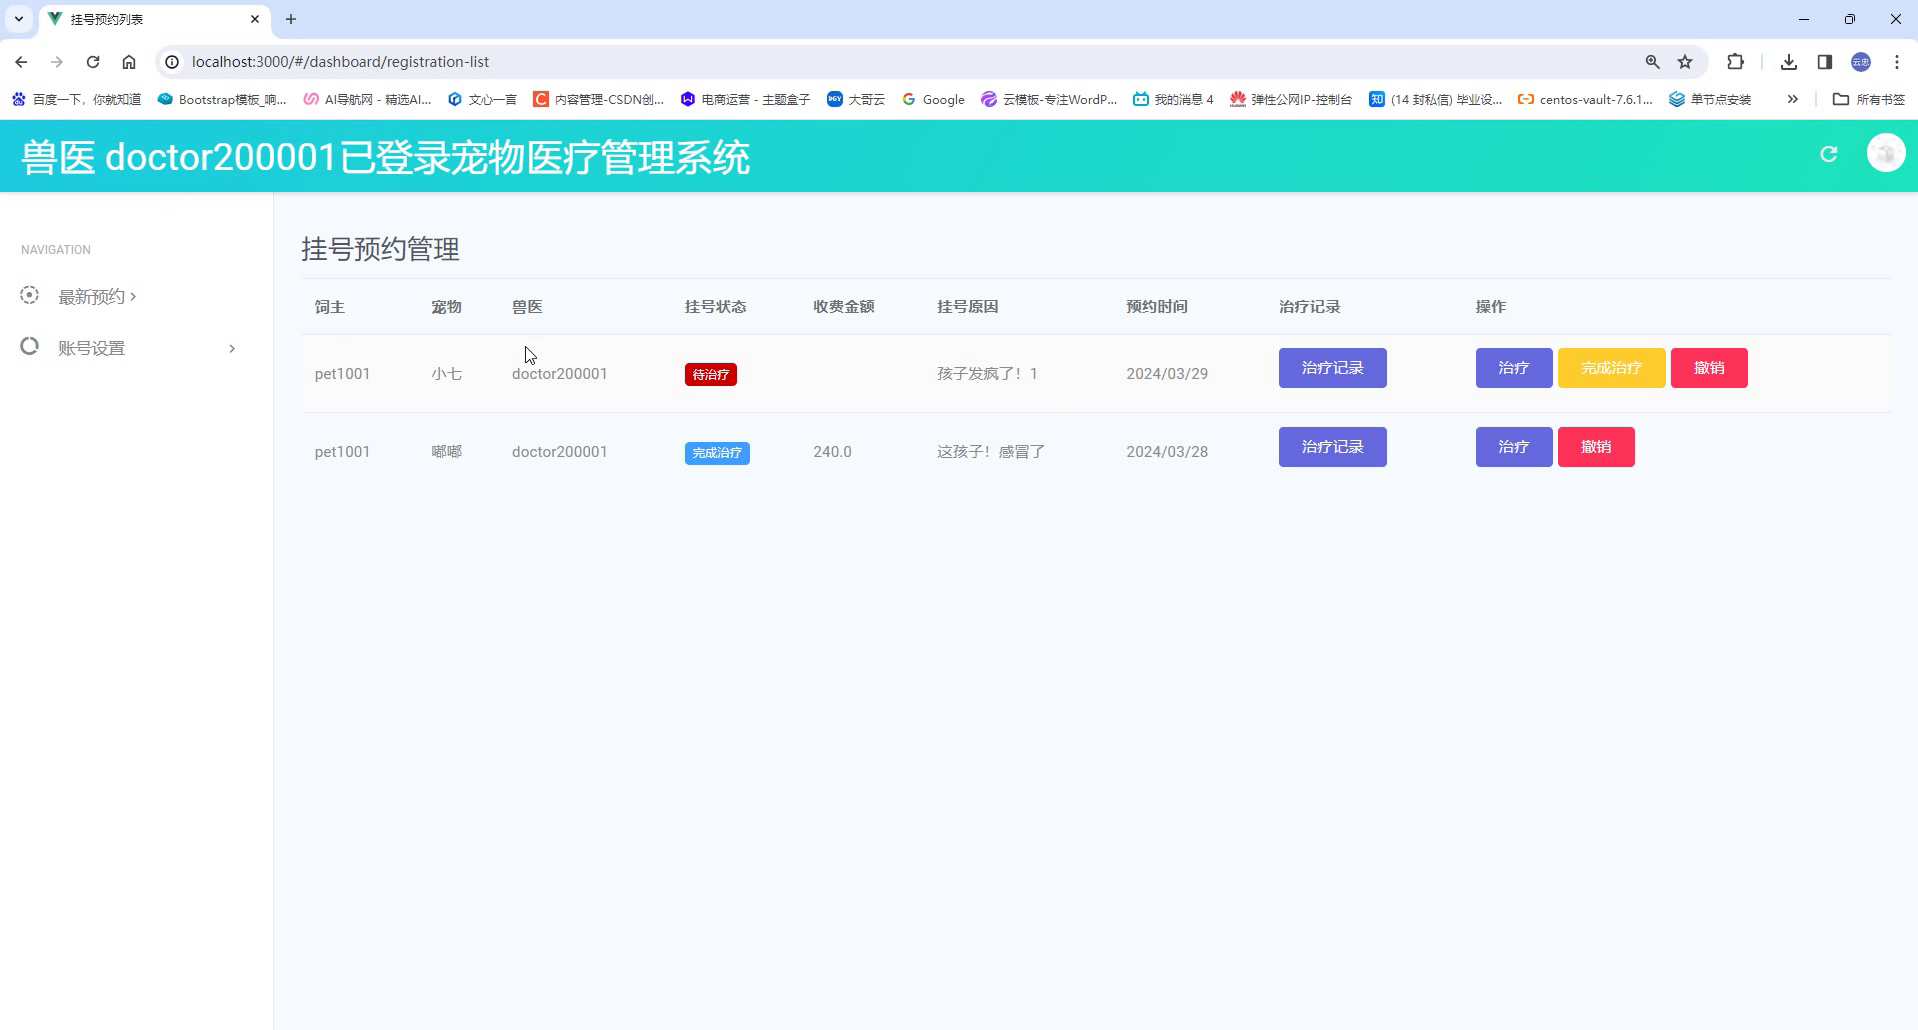 挂号预约列表
localhost:3000/#/dashboard/registration-list
云忠
百度一下，你就知道
Bootstrap模板_响...
AI导航网 - 精选AI...
文心一言
内容管理-CSDN创...
电商运营 - 主题盒子
大哥云
Google
云模板-专注WordP...
我的消息 4
弹性公网IP-控制台
知 (14 封私信) 毕业设...
centos-vault-7.6.1...
单节点安装
所有书签
兽医 doctor200001已登录宠物医疗管理系统
NAVIGATION
最新预约
账号设置
挂号预约管理
饲主 宠物 兽医 挂号状态 收费金额 挂号原因 预约时间 治疗记录 操作
pet1001 小七 doctor200001 待治疗 孩子发疯了！1 2024/03/29 治疗记录 治疗 完成治疗 撤销
pet1001 嘟嘟 doctor200001 完成治疗 240.0 这孩子！感冒了 2024/03/28 治疗记录 治疗 撤销